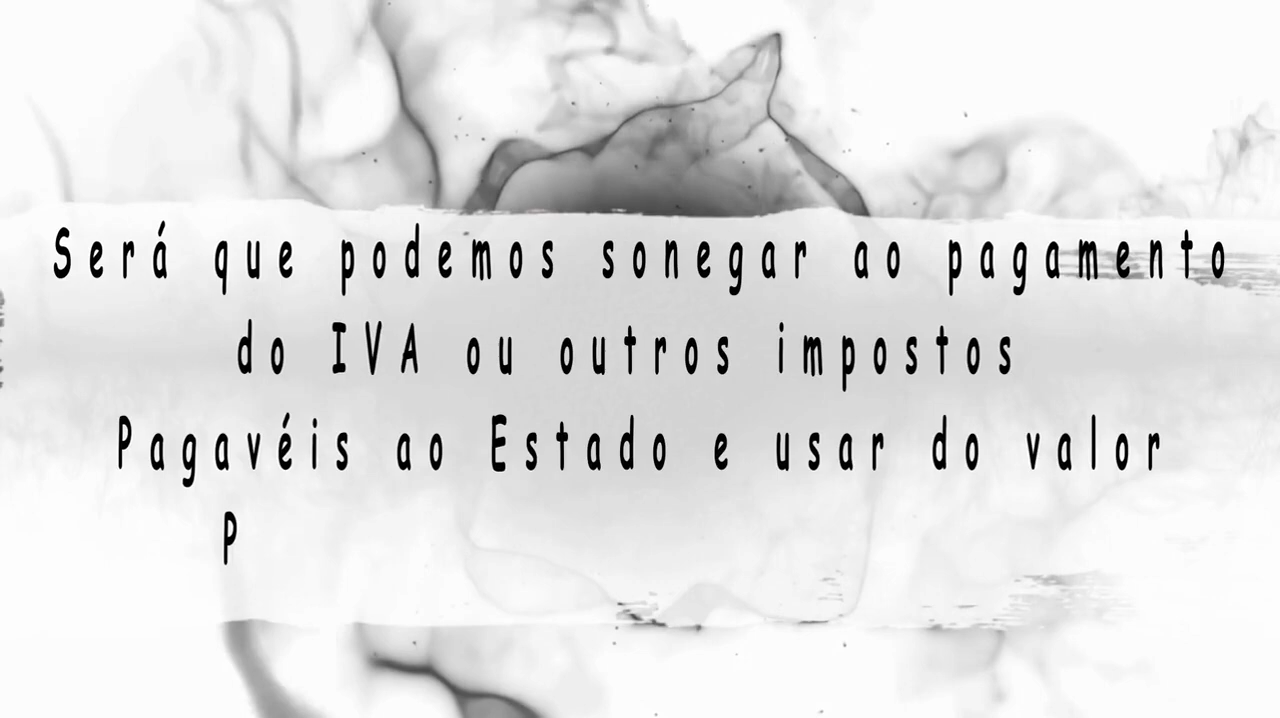 Será que podemos sonegar ao pagamento
do IVA ou outros impostos
Pagavéis ao Estado e usar do valor
P